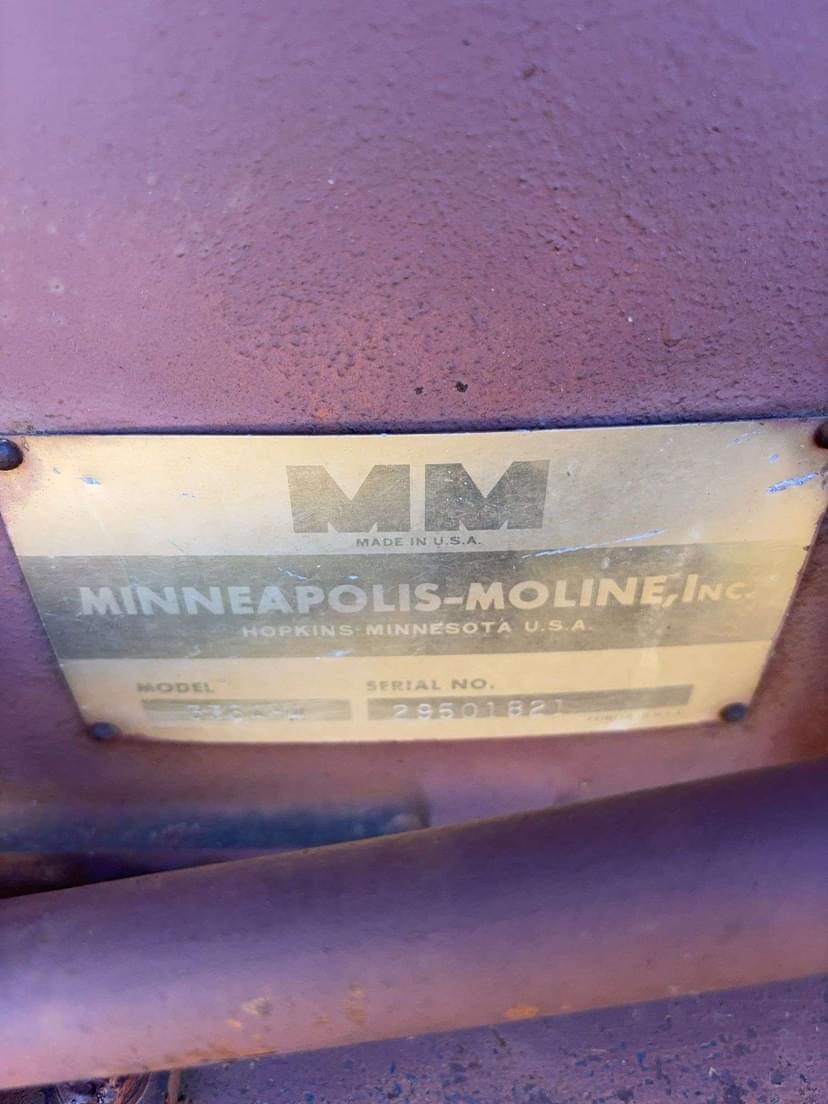 MM
MADE IN U.S.A.
MINNEAPOLIS-MOLINE, INC.
HOPKINS MINNESOTA U.S.A.
MODEL SERIAL NO.
29501821